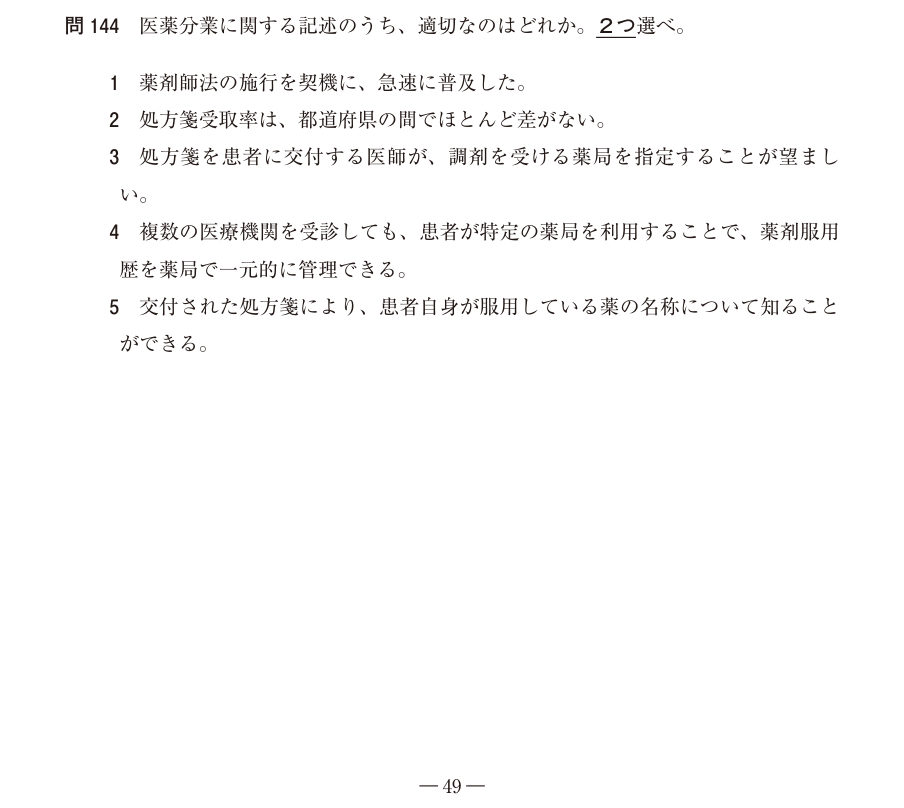 問 144 医薬分業に関する記述のうち、適切なのはどれか。2つ選べ。
1 薬剤師法の施行を契機に、急速に普及した。
2 処方箋受取率は、都道府県の間でほとんど差がない。
3 処方箋を患者に交付する医師が、調剤を受ける薬局を指定することが望まし
い。
4 複数の医療機関を受診しても、患者が特定の薬局を利用することで、薬剤服用
歴を薬局で一元的に管理できる。
5 交付された処方箋により、患者自身が服用している薬の名称について知ること
ができる。
― 49 ―